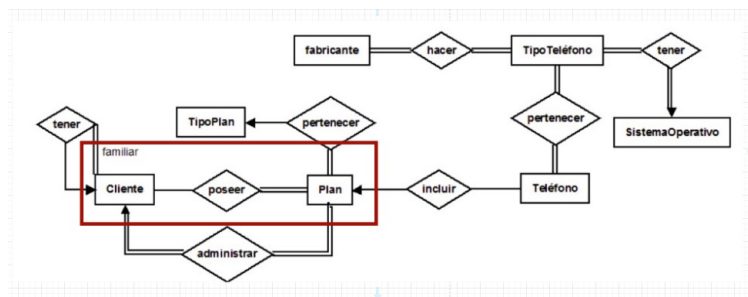 fabricante
hacer
TipoTeléfono
tener
tener
TipoPlan
pertenecer
pertenecer
SistemaOperativo
familiar
Cliente
poseer
Plan
incluir
Teléfono
administrar